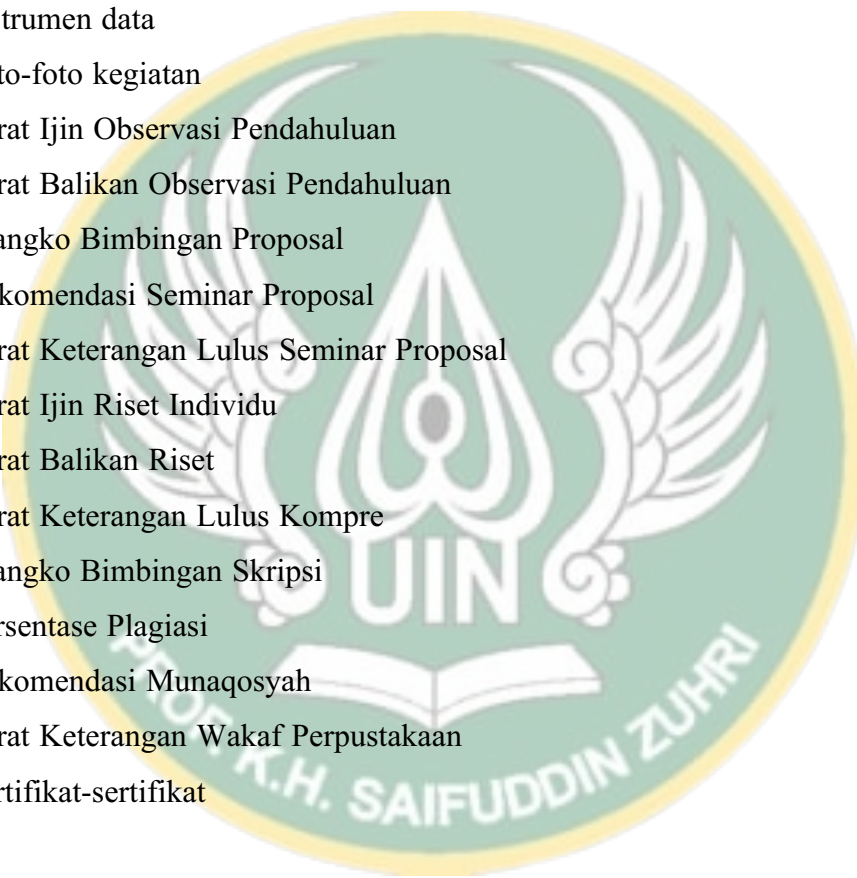 trumen data
to-foto kegiatan
rat Ijin Observasi Pendahuluan
rat Balikan Observasi Pendahuluan
angko Bimbingan Proposal
komendasi Seminar Proposal
rat Keterangan Lulus Seminar Proposal
rat Ijin Riset Individu
rat Balikan Riset
rat Keterangan Lulus Kompre
angko Bimbingan Skripsi
rsentase Plagiasi
komendasi Munaqosyah
rat Keterangan Wakaf Perpustakaan
rtifikat-sertifikat
UIN
PROF. K.H. SAIFUDDIN ZUHRI